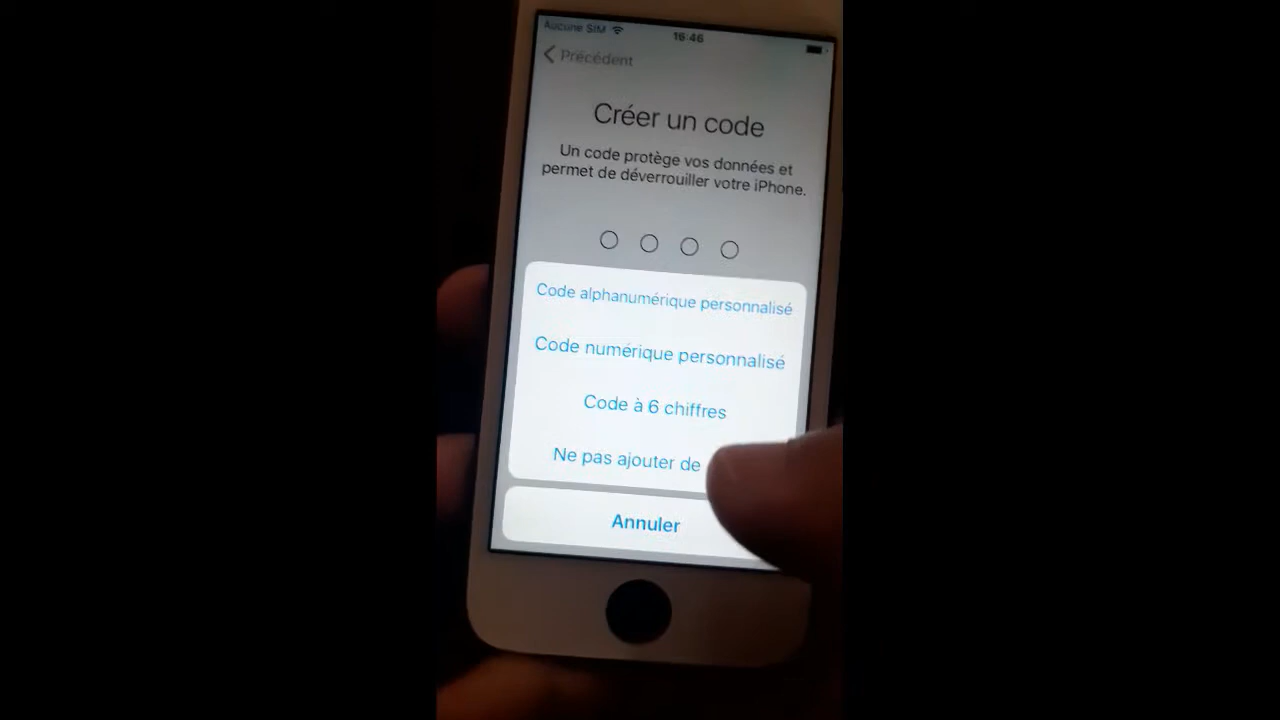 Aucune SIM
16:46
Précédent
Créer un code
Un code protège vos données et
permet de déverrouiller votre iPhone.
Code alphanumérique personnalisé
Code numérique personnalisé
Code à 6 chiffres
Ne pas ajouter de
Annuler